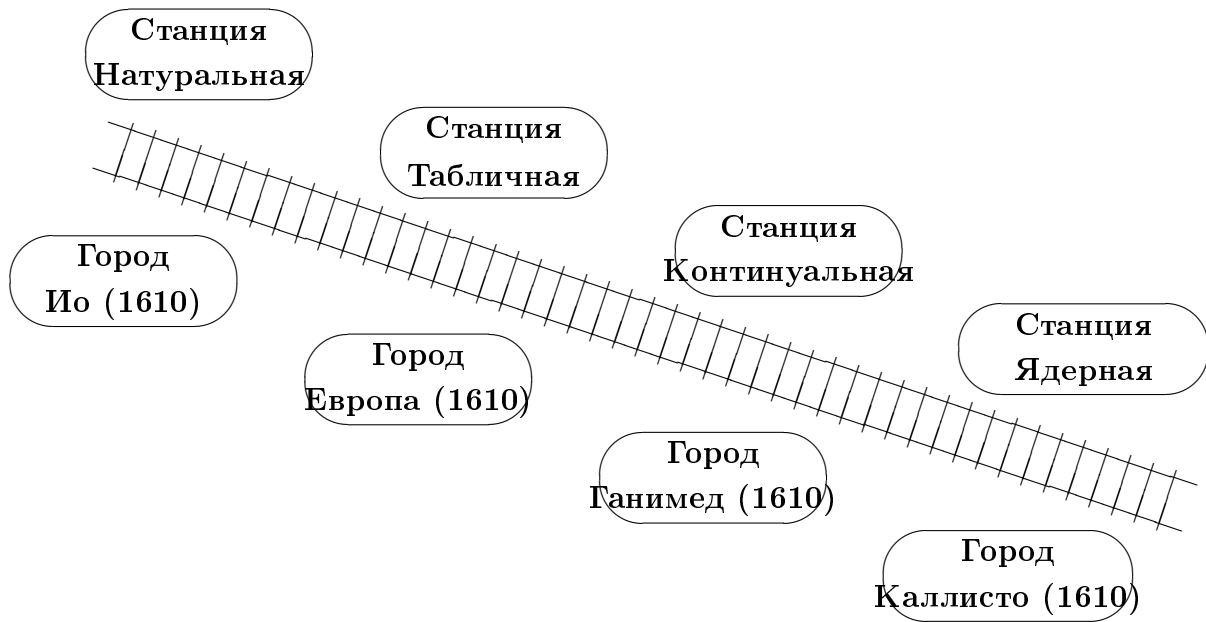 Станция
Натуральная
Станция
Табличная
Станция
Континуальная
Станция
Ядерная
Город
Ио (1610)
Город
Европа (1610)
Город
Ганимед (1610)
Город
Каллисто (1610)